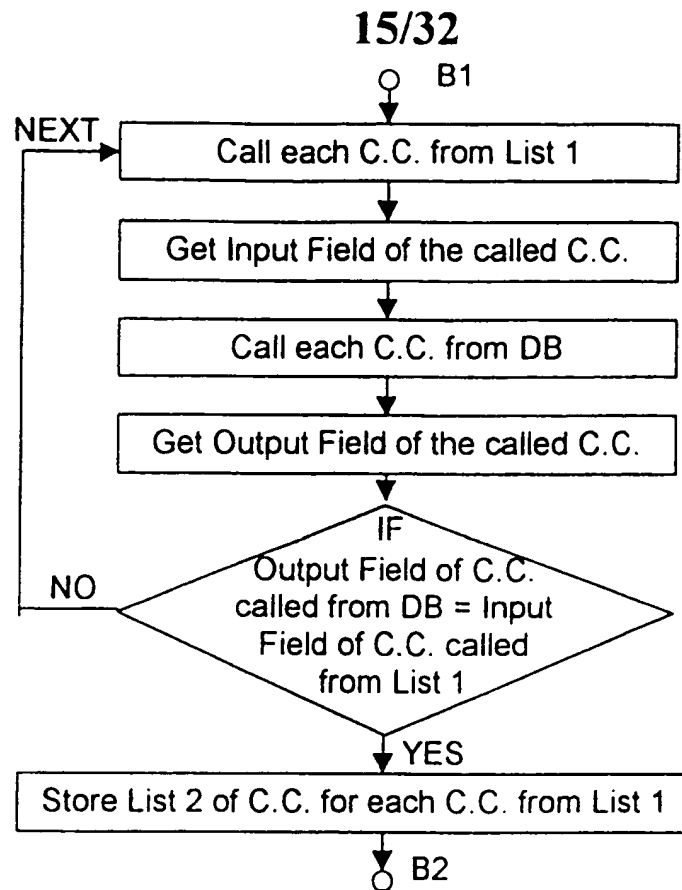 15/32
B1
NEXT
Call each C.C. from List 1
Get Input Field of the called C.C.
Call each C.C. from DB
Get Output Field of the called C.C.
IF
Output Field of C.C.
called from DB = Input
Field of C.C. called
from List 1
NO
YES
Store List 2 of C.C. for each C.C. from List 1
B2